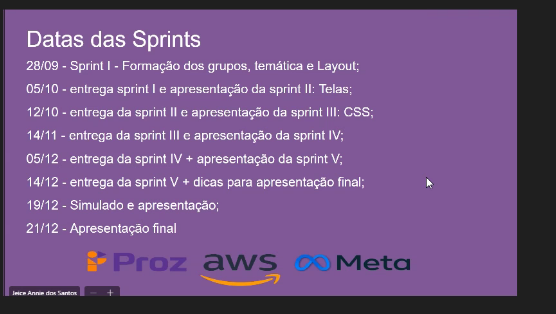 Datas das Sprints
28/09 - Sprint I - Formação dos grupos, temática e Layout;
05/10 - entrega sprint I e apresentação da sprint II: Telas;
12/10 - entrega da sprint II e apresentação da sprint III: CSS;
14/11 - entrega da sprint III e apresentação da sprint IV;
05/12 - entrega da sprint IV + apresentação da sprint V;
14/12 - entrega da sprint V + dicas para apresentação final;
19/12 - Simulado e apresentação;
21/12 - Apresentação final
Proz aws Meta
Jeice Annie dos Santos